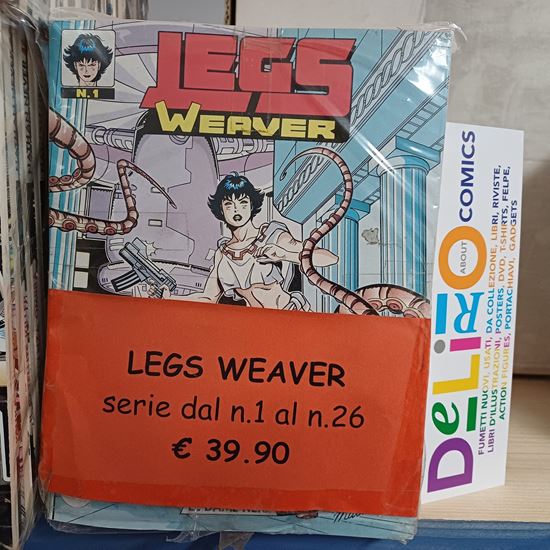 N.1
LEGS
WEAVER
LEGS WEAVER
serie dal n.1 al n.26
€ 39.90
DeLiRiO
ABOUT COMICS
FUMETTI NUOVI, USATI, DA COLLEZIONE, LIBRI, RIVISTE,
LIBRI D'ILLUSTRAZIONI, POSTERS, DVD, T-SHIRTS, FELPE,
ACTION FIGURES, PORTACHIAVI, GADGETS